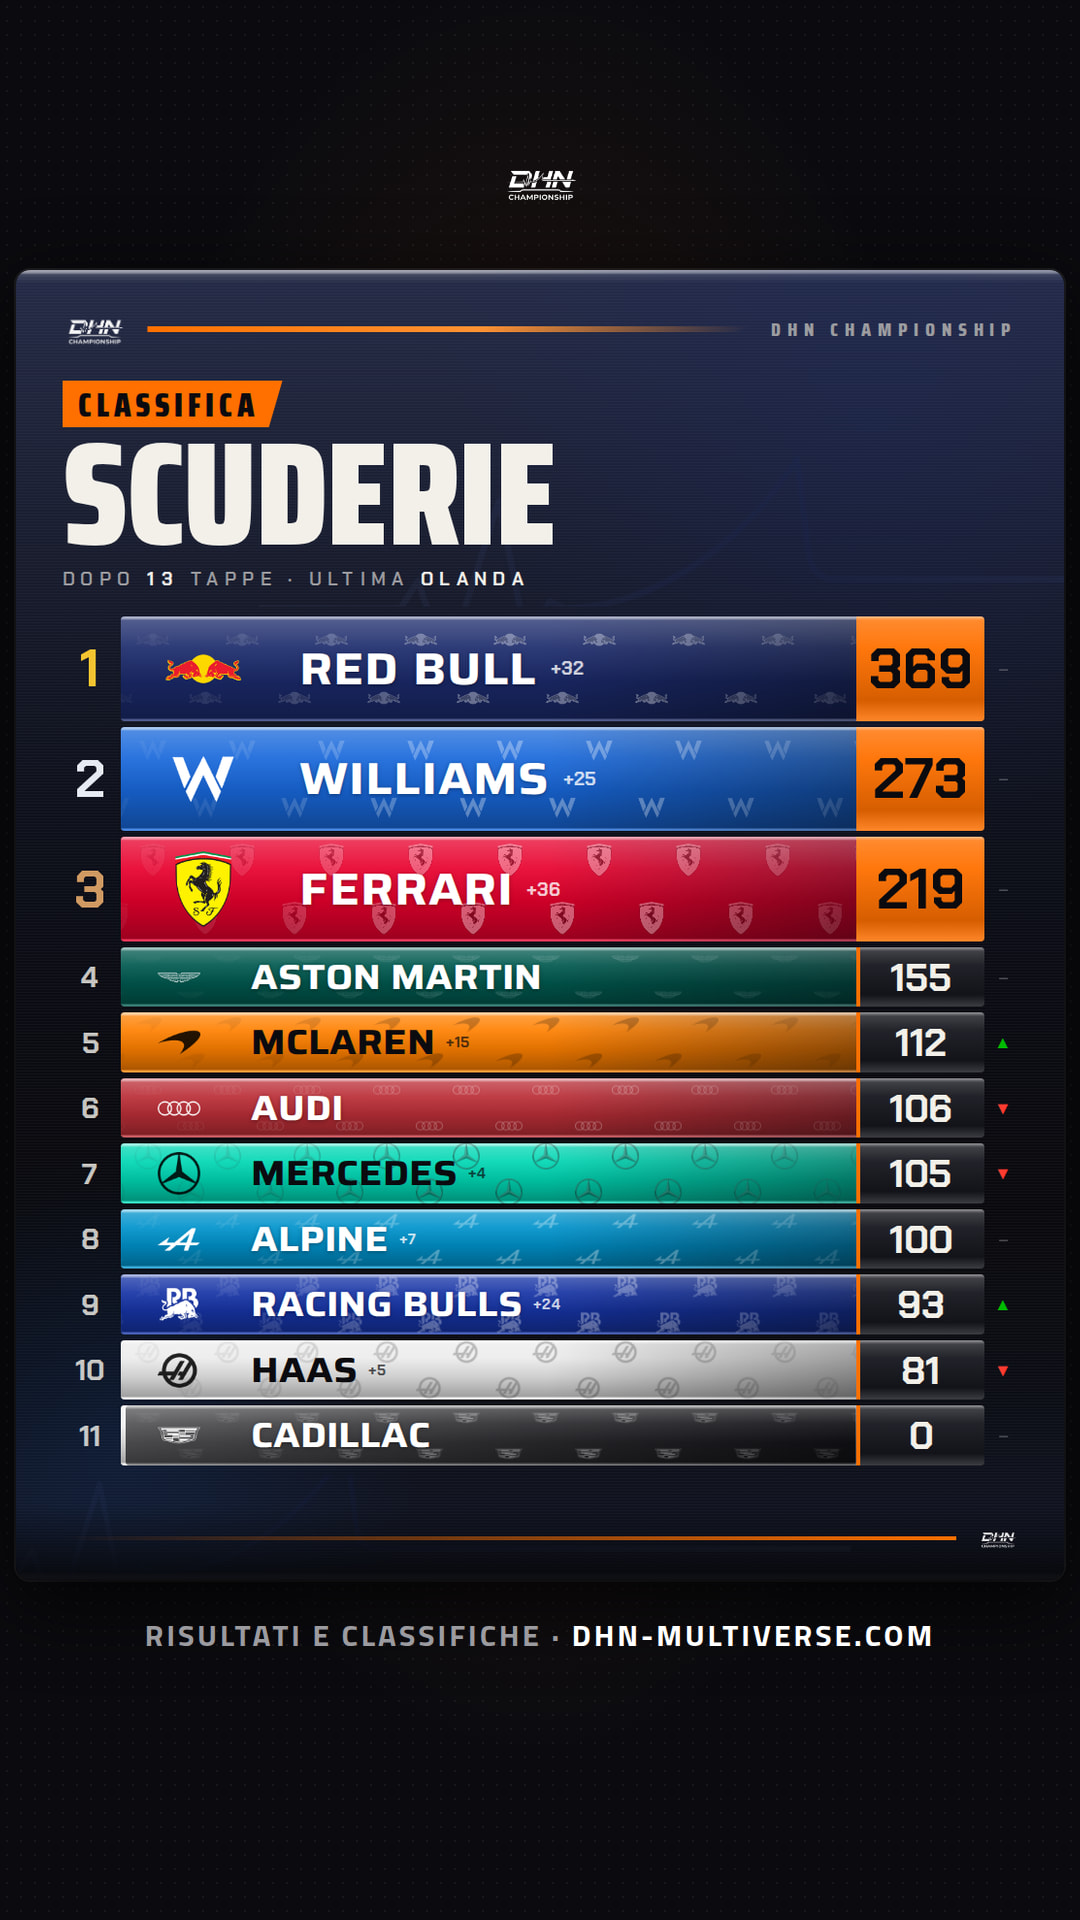 DHN
CHAMPIONSHIP
DHN
CHAMPIONSHIP
DHN CHAMPIONSHIP
CLASSIFICA
SCUDERIE
DOPO 13 TAPPE · ULTIMA OLANDA
1 RED BULL +32 369 –
2 WILLIAMS +25 273 –
3 FERRARI +36 219 –
4 ASTON MARTIN 155 –
5 MCLAREN +15 112 ▲
6 AUDI 106 ▼
7 MERCEDES +4 105 ▼
8 ALPINE +7 100 –
9 RACING BULLS +24 93 ▲
10 HAAS +5 81 ▼
11 CADILLAC 0 –
DHN
CHAMPIONSHIP
RISULTATI E CLASSIFICHE · DHN-MULTIVERSE.COM